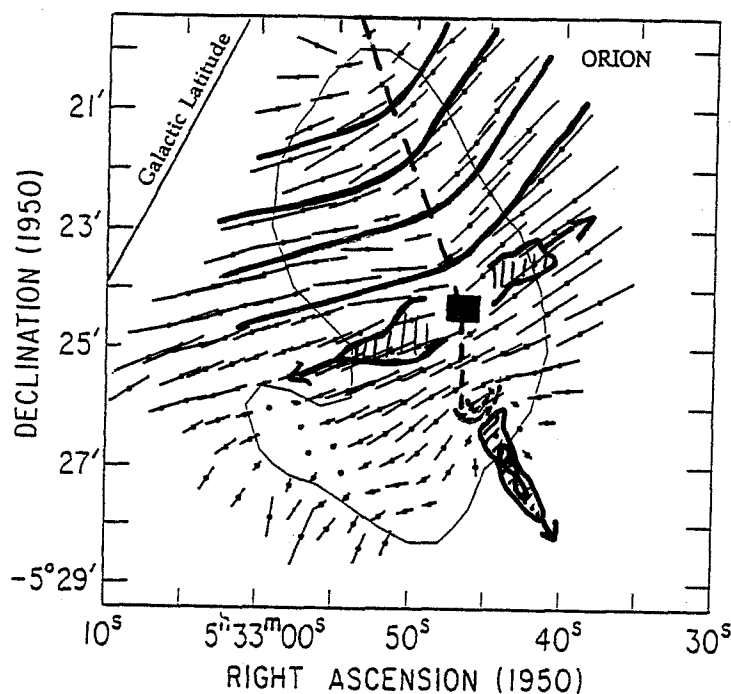 ORION
Galactic Latitude
21′
23′
25′
27′
-5°29′
DECLINATION (1950)
10ˢ 5ʰ33ᵐ00ˢ 50ˢ 40ˢ 30ˢ
RIGHT ASCENSION (1950)